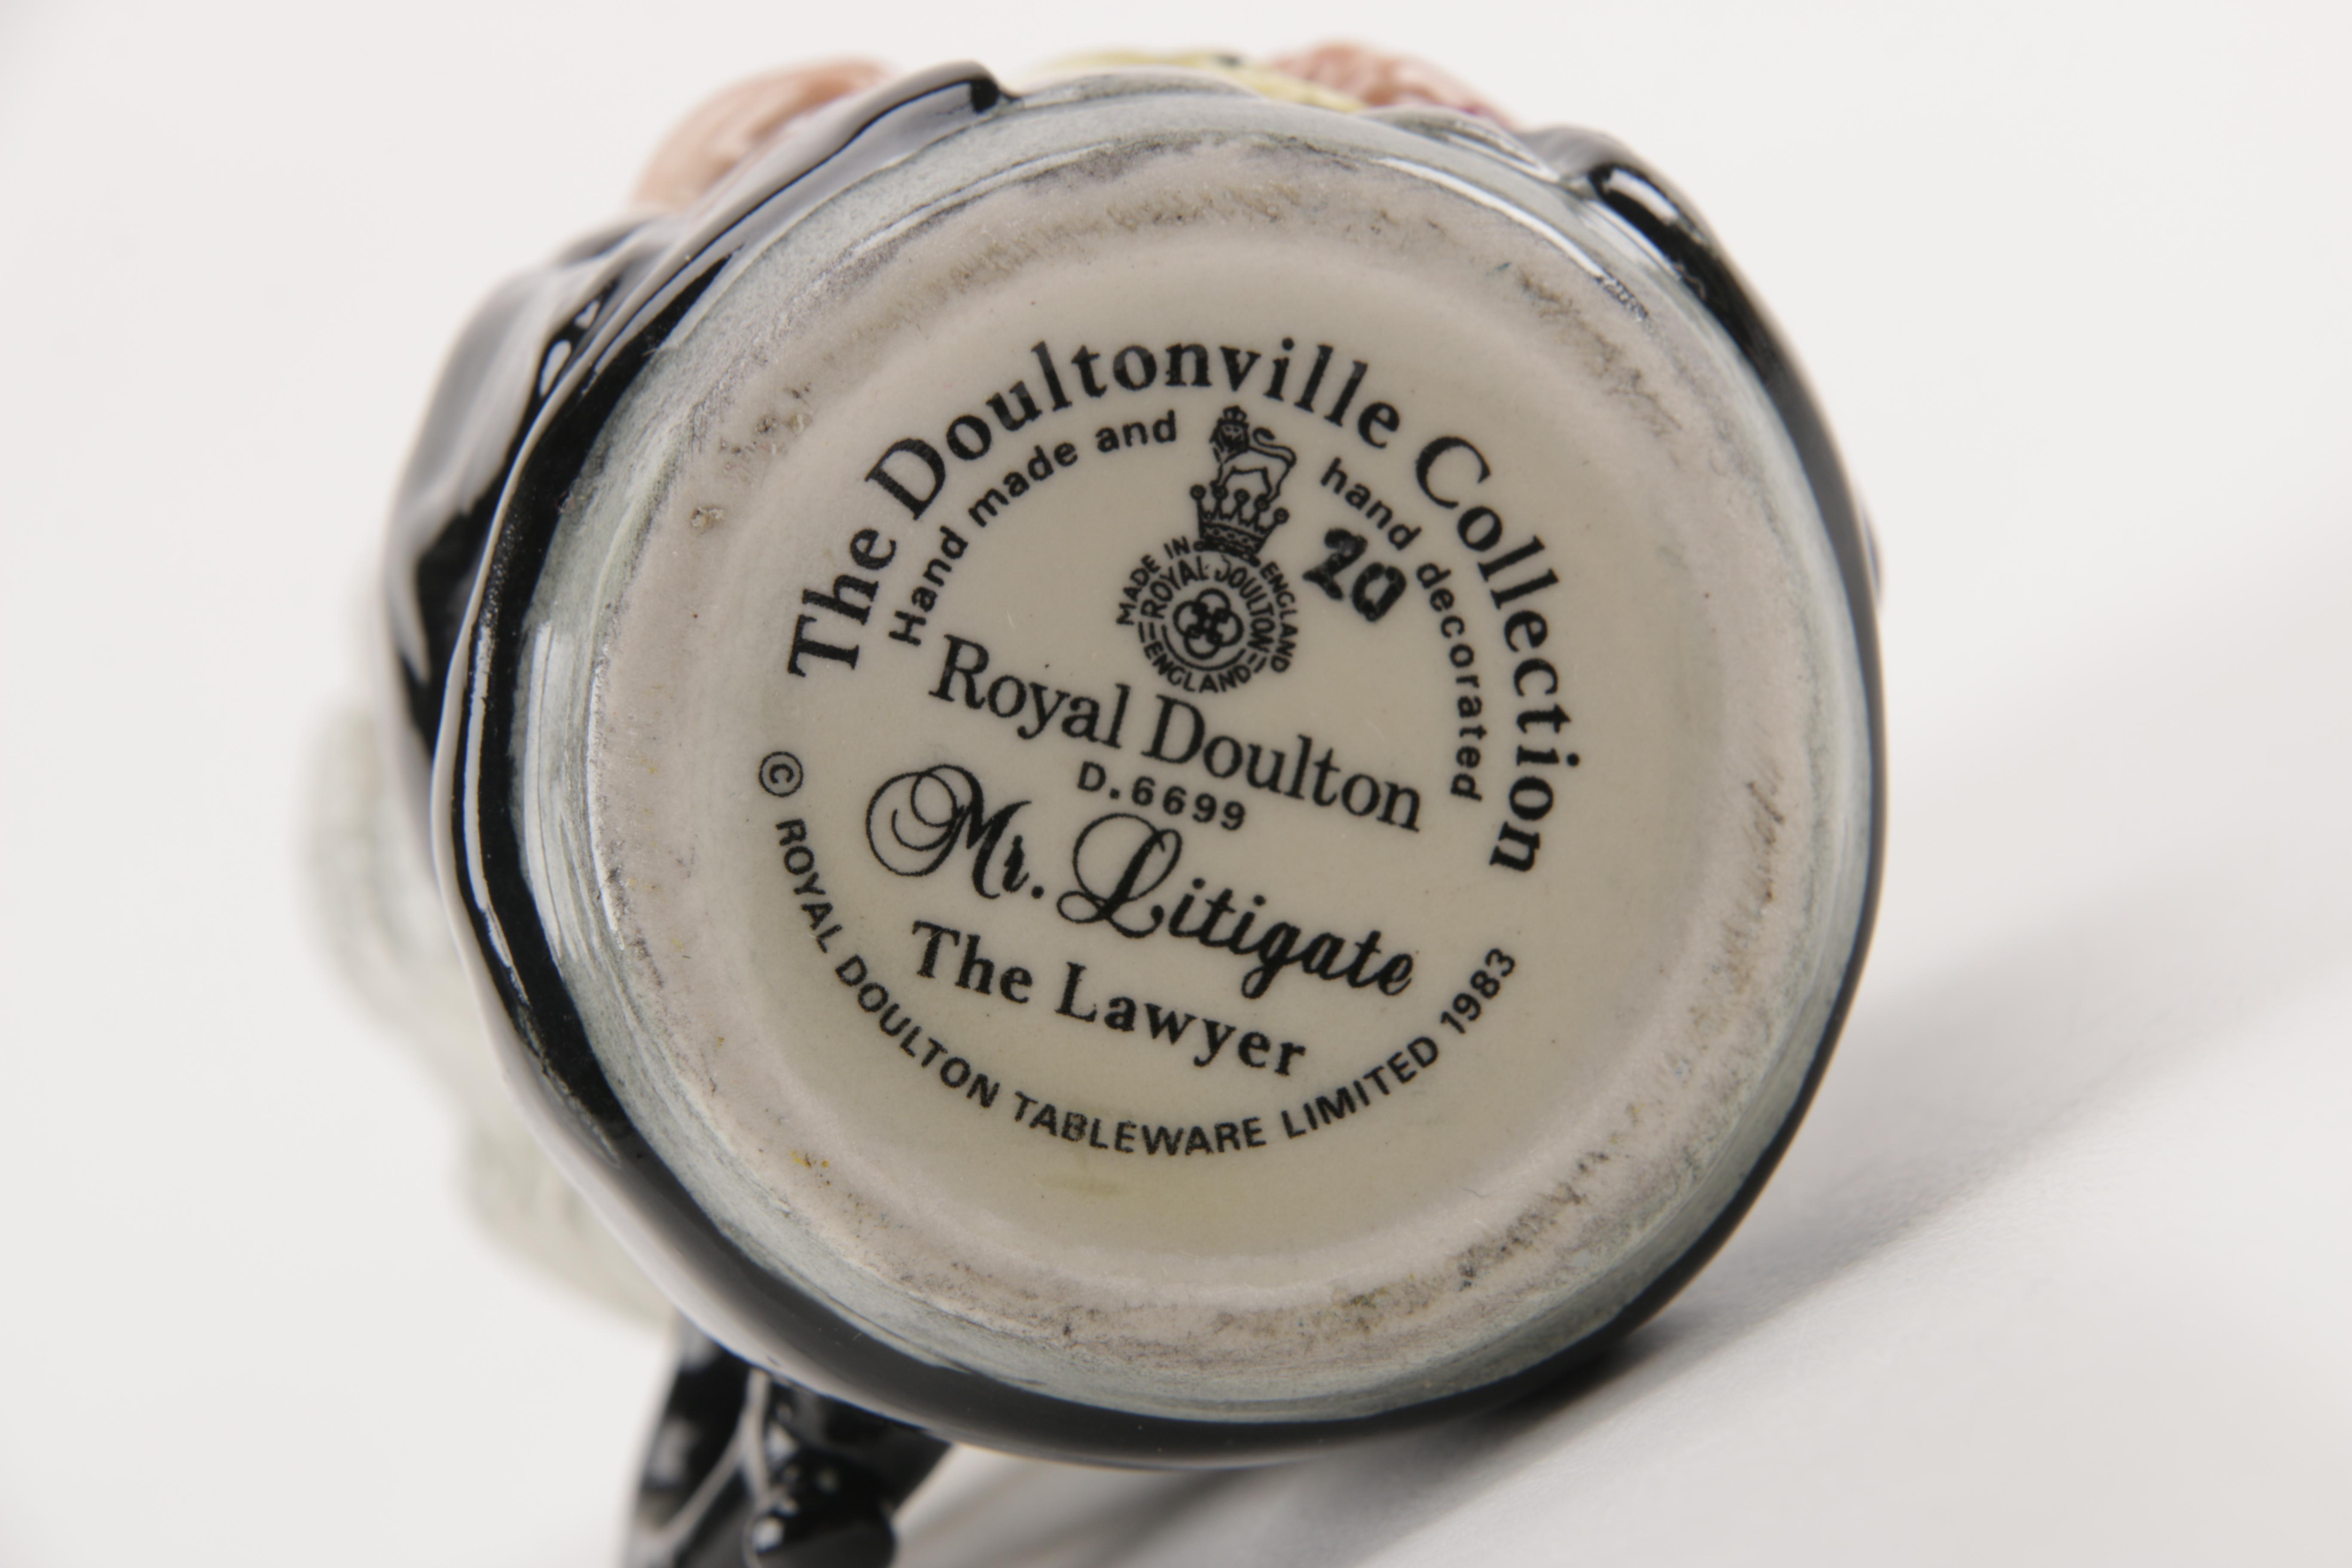 The Doultonville Collection
Hand made and hand decorated
MADE IN ENGLAND
ROYAL DOULTON
ENGLAND
20
Royal Doulton
D.6699
Mr. Litigate
The Lawyer
© ROYAL DOULTON TABLEWARE LIMITED 1983